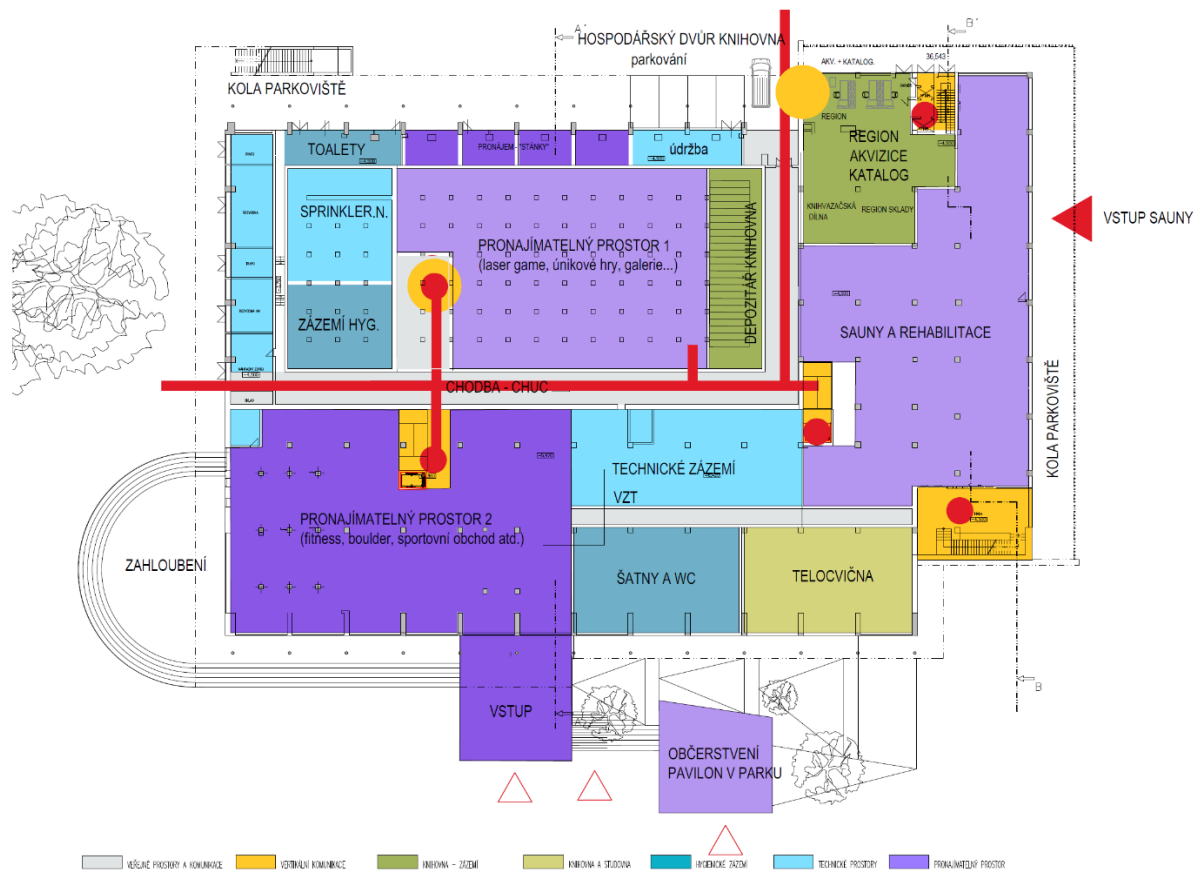 A'
B'
HOSPODÁŘSKÝ DVŮR KNIHOVNA
parkování
KOLA PARKOVIŠTĚ
AKV. + KATALOG.
36,543
REGION
REGION
AKVIZICE
KATALOG
TOALETY
PRONÁJEM - "STÁNKY"
údržba
KNIHVAZAČSKÁ
DÍLNA
REGION SKLADY
VSTUP SAUNY
SPRINKLER.N.
PRONAJÍMATELNÝ PROSTOR 1
(laser game, únikové hry, galerie...)
DEPOZITÁŘ KNIHOVNA
ZÁZEMÍ HYG.
SAUNY A REHABILITACE
CHODBA - CHUC
KOLA PARKOVIŠTĚ
TECHNICKÉ ZÁZEMÍ
VZT
PRONAJÍMATELNÝ PROSTOR 2
(fitness, boulder, sportovní obchod atd.)
ZAHLOUBENÍ
ŠATNY A WC
TELOCVIČNA
B
VSTUP
OBČERSTVENÍ
PAVILON V PARKU
VEŘEJNÉ PROSTORY A KOMUNIKACE
VERTIKÁLNÍ KOMUNIKACE
KNIHOVNA - ZÁZEMÍ
KNIHOVNA A STUDOVNA
HYGIENICKÉ ZÁZEMÍ
TECHNICKÉ PROSTORY
PRONAJÍMATELNÝ PROSTOR